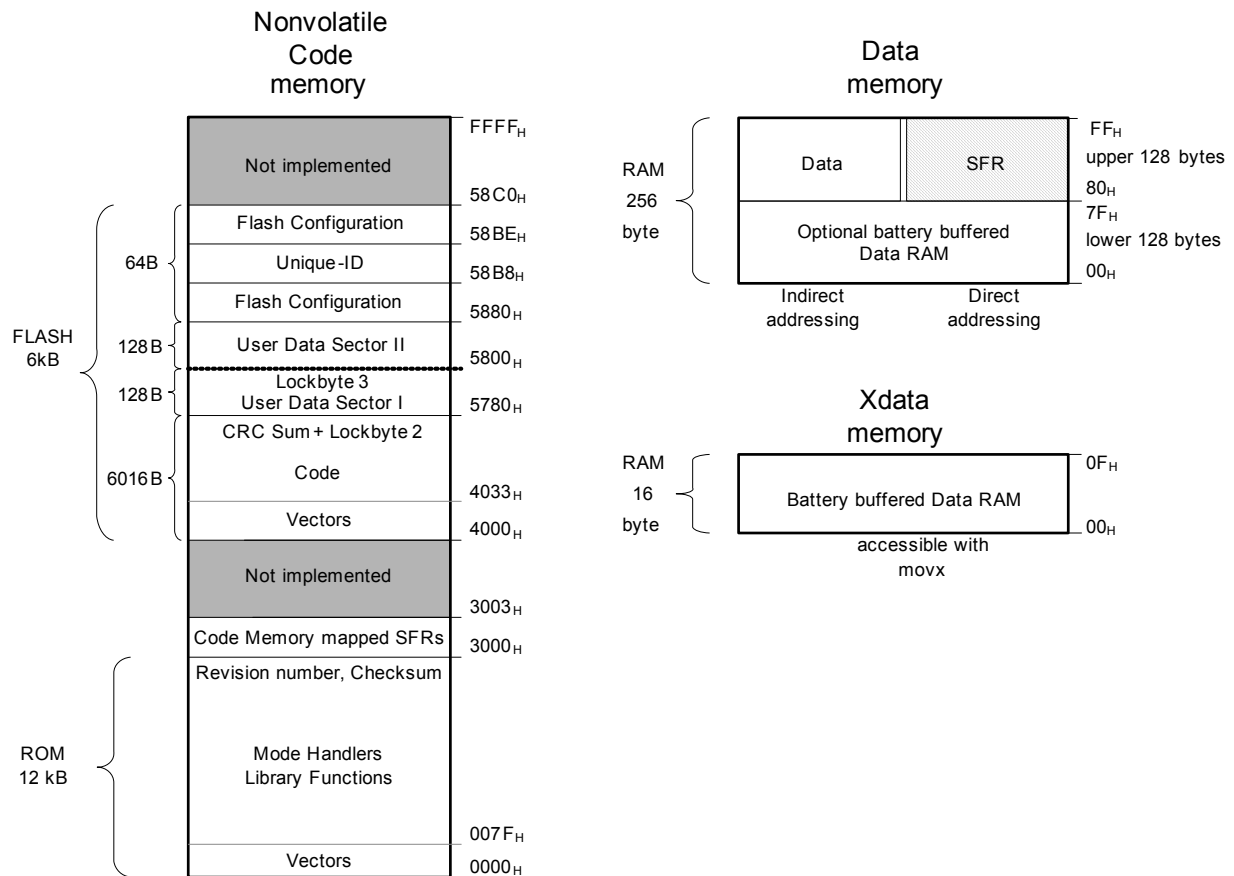 Nonvolatile
Code
memory
FFFFH
Not implemented
58C0H
Flash Configuration
58BEH
64B
Unique-ID
58B8H
Flash Configuration
5880H
FLASH
6kB
128B
User Data Sector II
5800H
128B
Lockbyte 3
User Data Sector I
5780H
CRC Sum + Lockbyte 2
6016B
Code
4033H
Vectors
4000H
Not implemented
3003H
Code Memory mapped SFRs
3000H
Revision number, Checksum
ROM
12 kB
Mode Handlers
Library Functions
007FH
Vectors
0000H
Data
memory
RAM
256
byte
Data
SFR
FFH
upper 128 bytes
80H
7FH
lower 128 bytes
00H
Optional battery buffered
Data RAM
Indirect
addressing
Direct
addressing
Xdata
memory
RAM
16
byte
0FH
Battery buffered Data RAM
00H
accessible with
movx